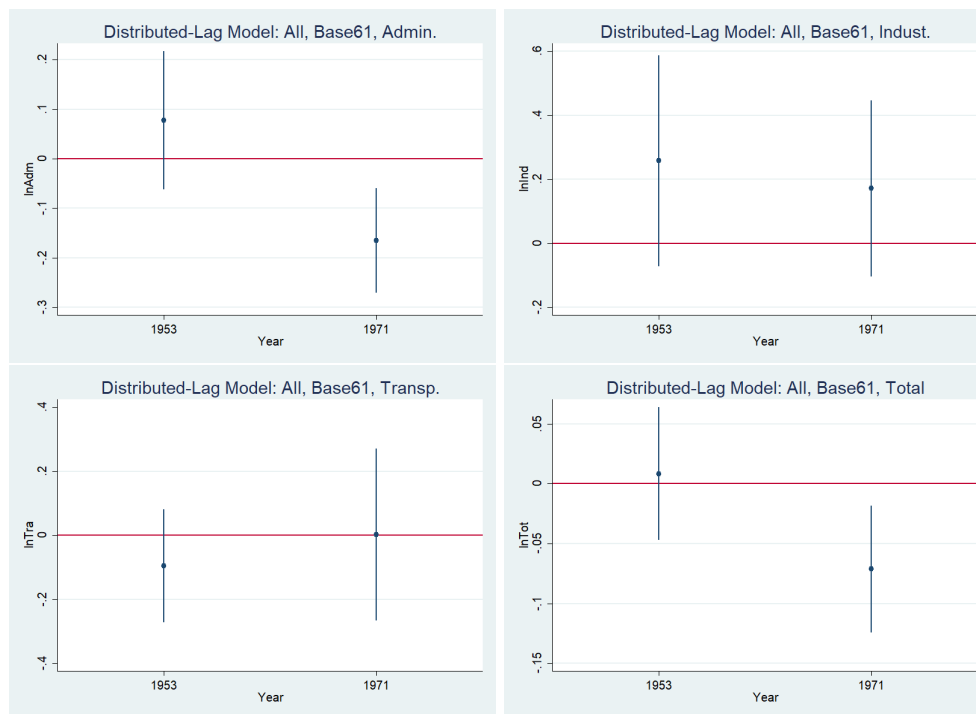 Distributed-Lag Model: All, Base61, Admin.
lnAdm
.2
.1
0
-.1
-.2
-.3
1953
1971
Year
Distributed-Lag Model: All, Base61, Indust.
lnInd
.6
.4
.2
0
-.2
1953
1971
Year
Distributed-Lag Model: All, Base61, Transp.
lnTra
.4
.2
0
-.2
-.4
1953
1971
Year
Distributed-Lag Model: All, Base61, Total
lnTot
.05
0
-.05
-.1
-.15
1953
1971
Year